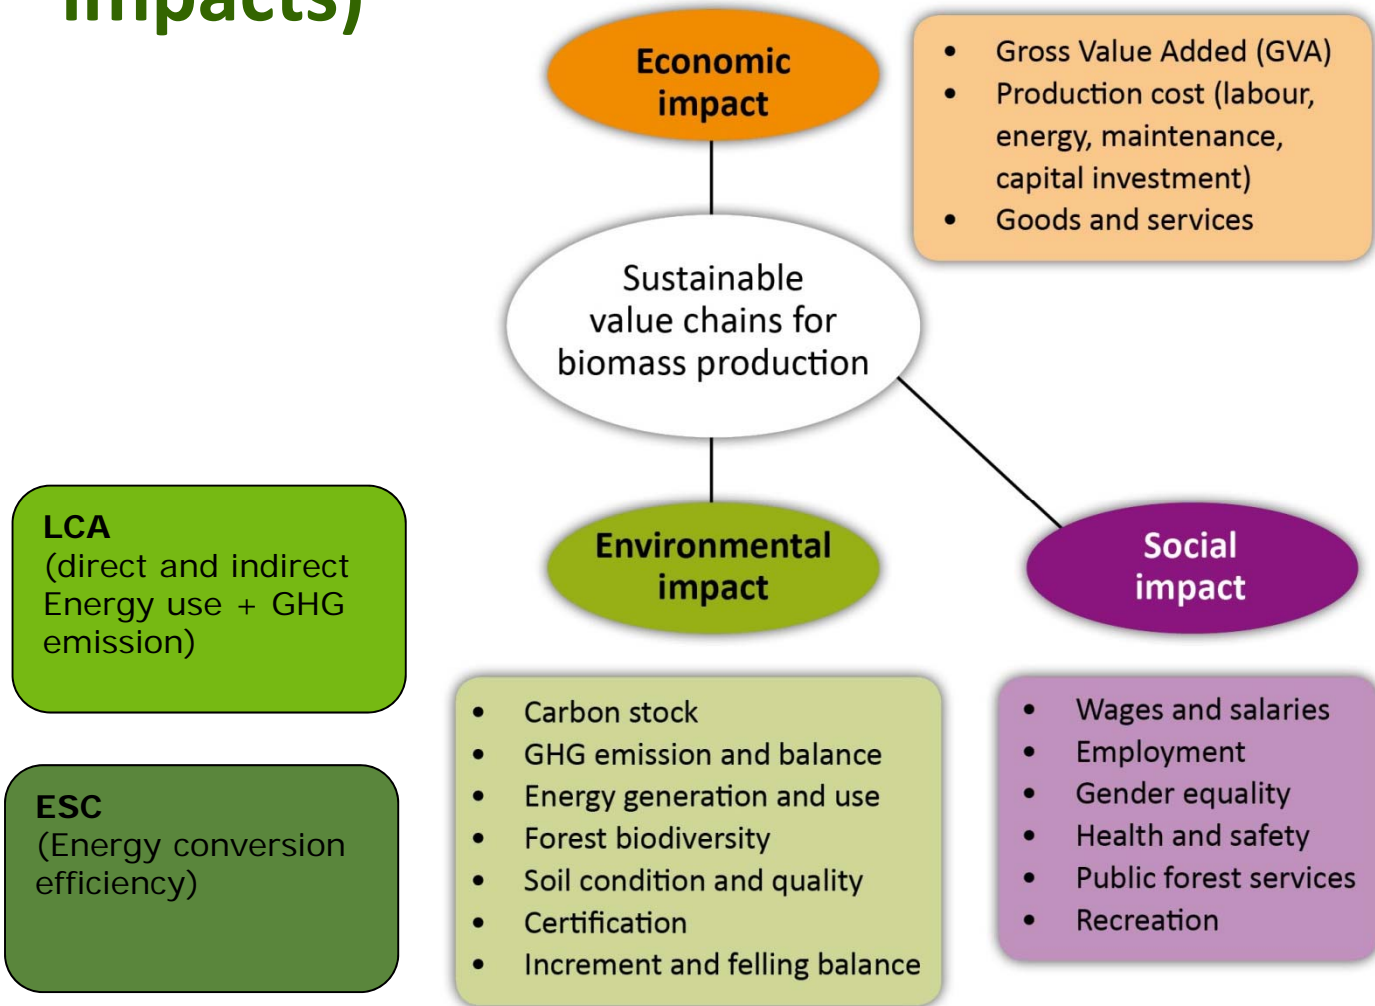 impacts)
Economic
impact
• Gross Value Added (GVA)
• Production cost (labour,
energy, maintenance,
capital investment)
• Goods and services
Sustainable
value chains for
biomass production
LCA
(direct and indirect
Energy use + GHG
emission)
Environmental
impact
Social
impact
ESC
(Energy conversion
efficiency)
• Carbon stock
• GHG emission and balance
• Energy generation and use
• Forest biodiversity
• Soil condition and quality
• Certification
• Increment and felling balance
• Wages and salaries
• Employment
• Gender equality
• Health and safety
• Public forest services
• Recreation